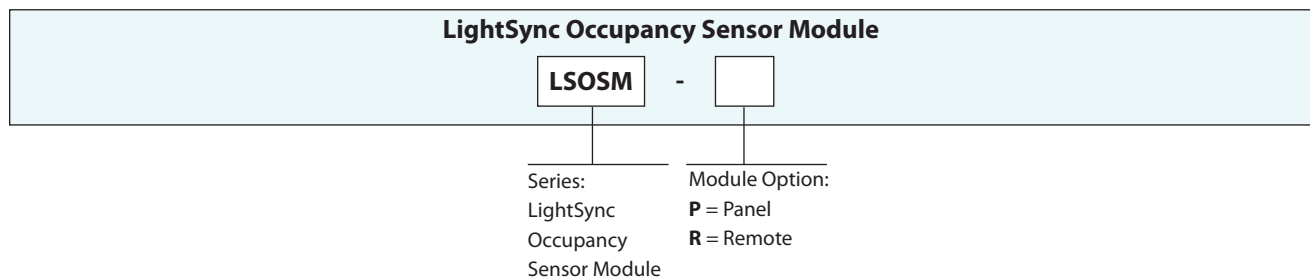 LightSync Occupancy Sensor Module
LSOSM -
Series:
LightSync
Occupancy
Sensor Module
Module Option:
P = Panel
R = Remote